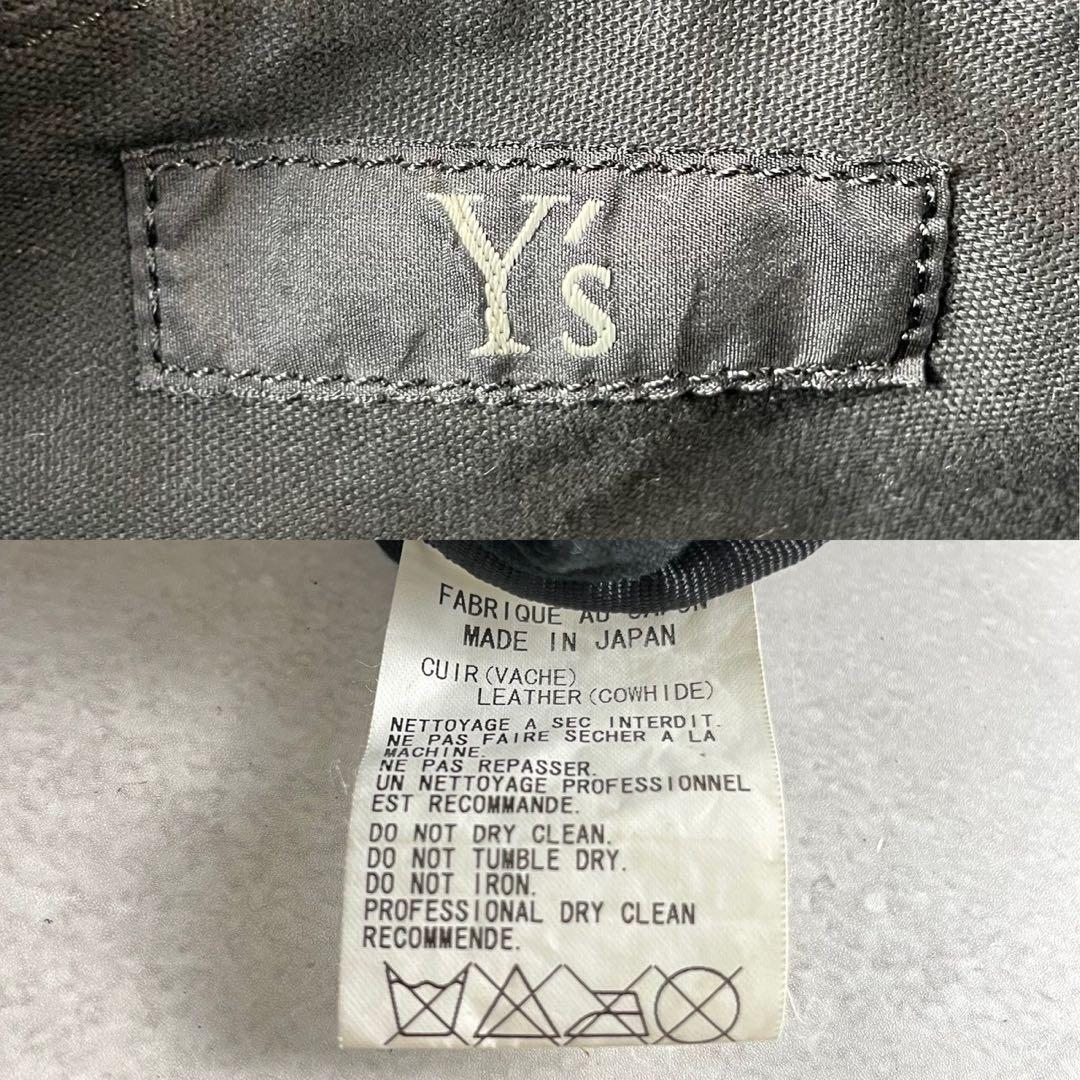 Y's
FABRIQUE AU JAPON
MADE IN JAPAN
CUIR(VACHE)
LEATHER(COWHIDE)
NETTOYAGE A SEC INTERDIT.
NE PAS FAIRE SECHER A LA
MACHINE.
NE PAS REPASSER.
UN NETTOYAGE PROFESSIONNEL
EST RECOMMANDE.
DO NOT DRY CLEAN.
DO NOT TUMBLE DRY.
DO NOT IRON.
PROFESSIONAL DRY CLEAN
RECOMMENDE.